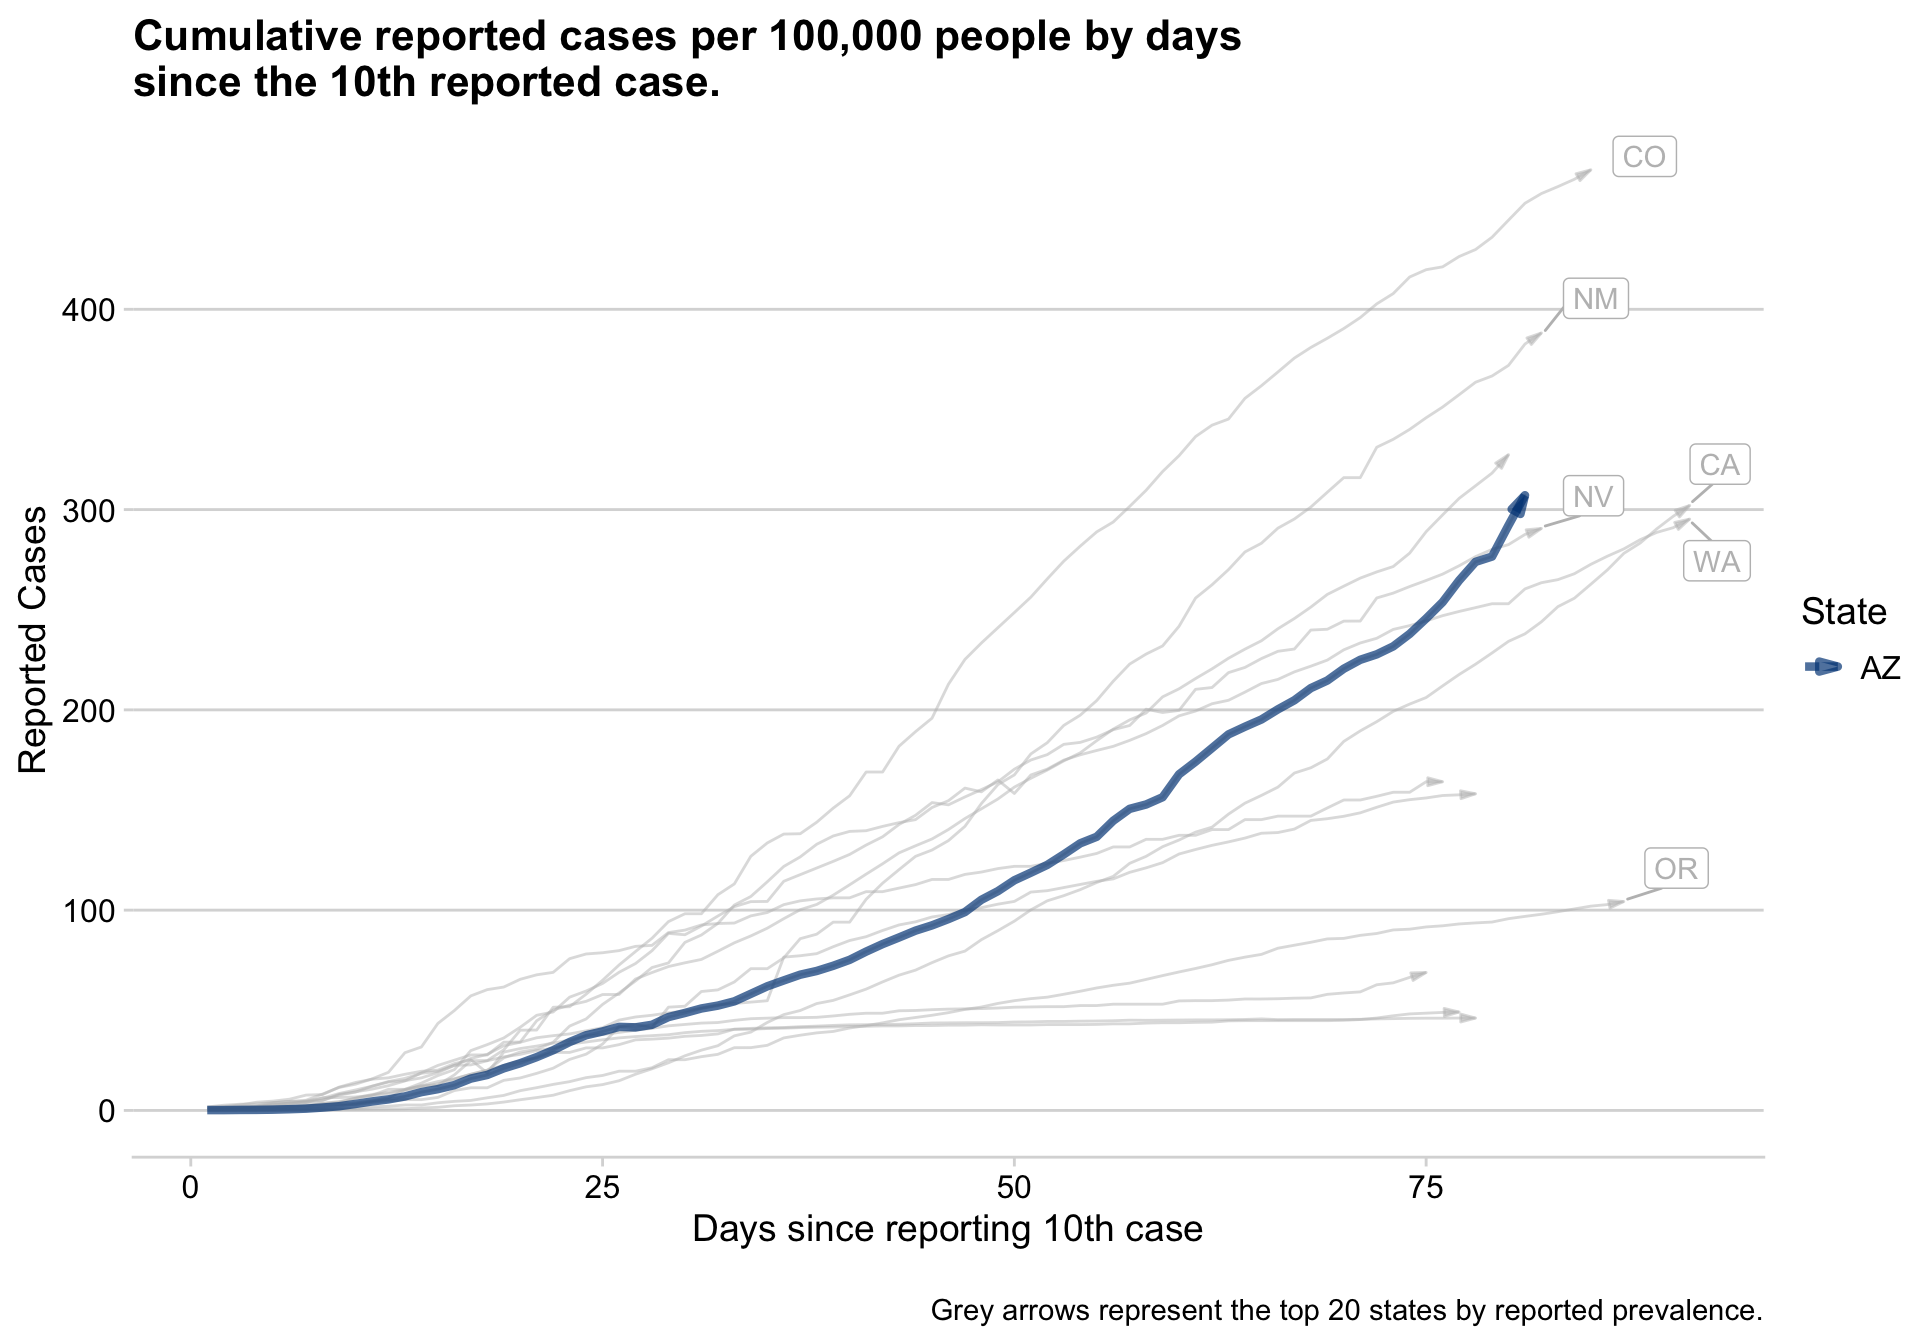 Cumulative reported cases per 100,000 people by days
since the 10th reported case.
CO
NM
CA
NV
WA
OR
400
300
200
100
0
Reported Cases
0 25 50 75
Days since reporting 10th case
State
AZ
Grey arrows represent the top 20 states by reported prevalence.